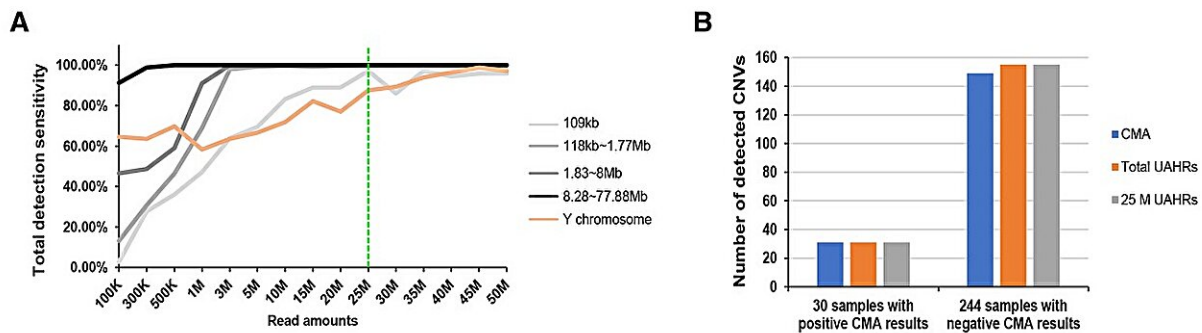 A
Total detection sensitivity
100.00%
80.00%
60.00%
40.00%
20.00%
0.00%
100K
300K
500K
1M
3M
5M
10M
15M
20M
25M
30M
35M
40M
45M
50M
Read amounts
109kb
118kb~1.77Mb
1.83~8Mb
8.28~77.88Mb
Y chromosome
B
Number of detected CNVs
160
140
120
100
80
60
40
20
0
30 samples with
positive CMA results
244 samples with
negative CMA results
CMA
Total UAHRs
25 M UAHRs